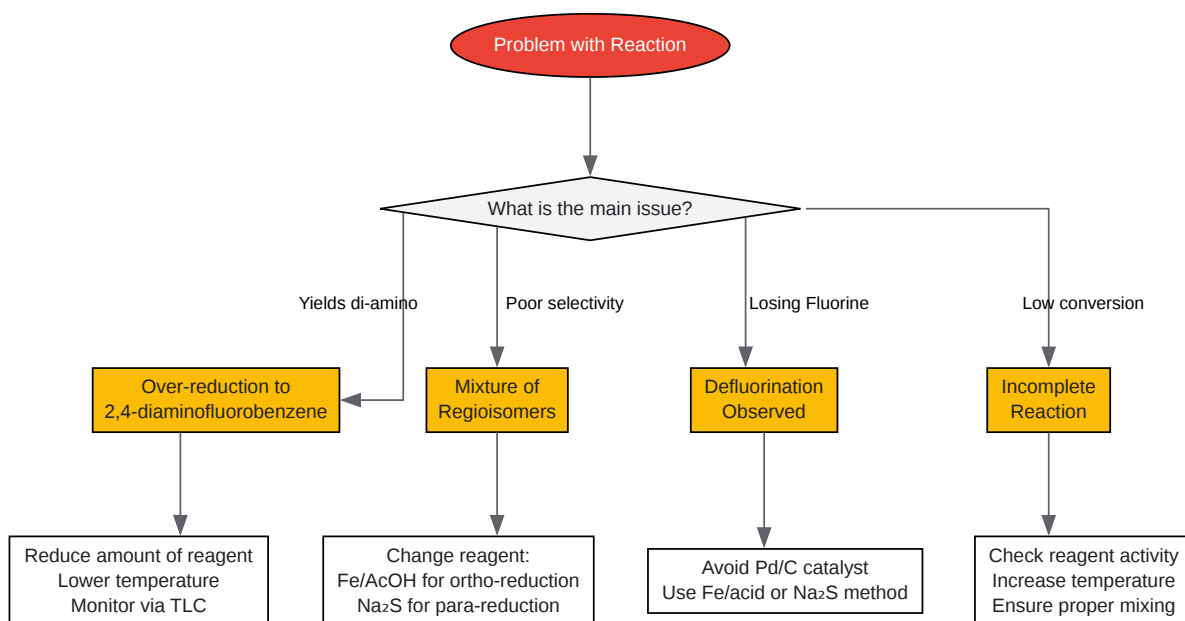 Problem with Reaction
What is the main issue?
Yields di-amino
Poor selectivity
Losing Fluorine
Low conversion
Over-reduction to
2,4-diaminofluorobenzene
Mixture of
Regioisomers
Defluorination
Observed
Incomplete
Reaction
Reduce amount of reagent
Lower temperature
Monitor via TLC
Change reagent:
Fe/AcOH for ortho-reduction
Na₂S for para-reduction
Avoid Pd/C catalyst
Use Fe/acid or Na₂S method
Check reagent activity
Increase temperature
Ensure proper mixing